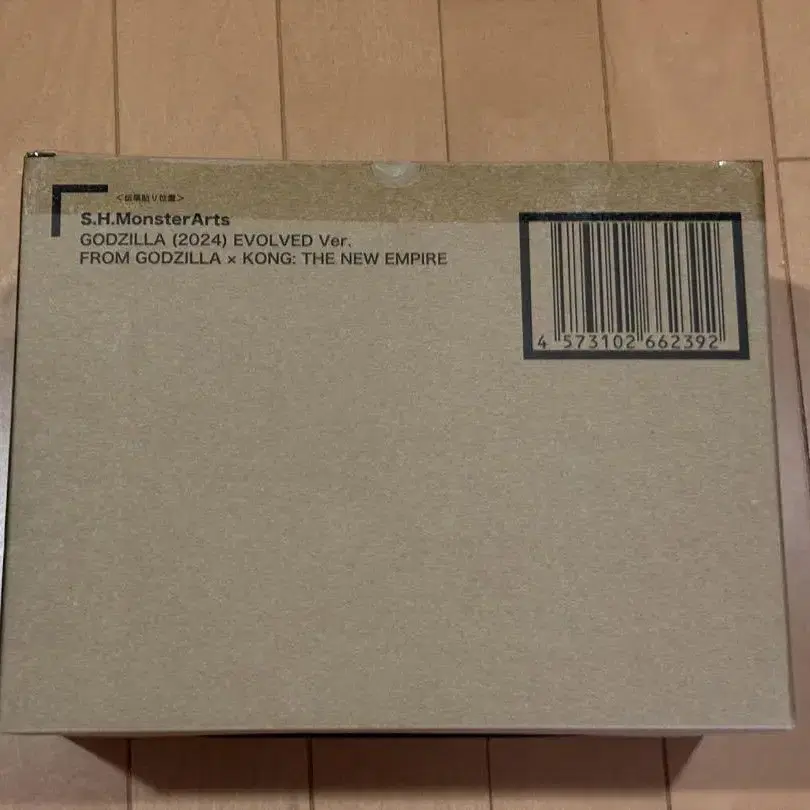 <伝票貼り位置>
S.H.MonsterArts
GODZILLA (2024) EVOLVED Ver.
FROM GODZILLA × KONG: THE NEW EMPIRE
4 573102 662392